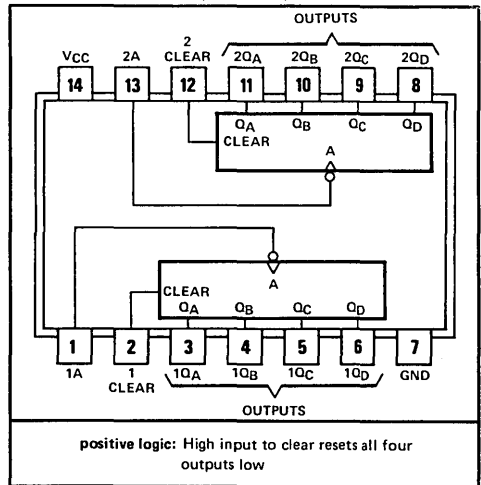 OUTPUTS
VCC 2A 2 CLEAR 2QA 2QB 2QC 2QD
14 13 12 11 10 9 8
QA QB QC QD
CLEAR
A
A
CLEAR
QA QB QC QD
1 2 3 4 5 6 7
1A 1 CLEAR 1QA 1QB 1QC 1QD GND
OUTPUTS
positive logic: High input to clear resets all four
outputs low